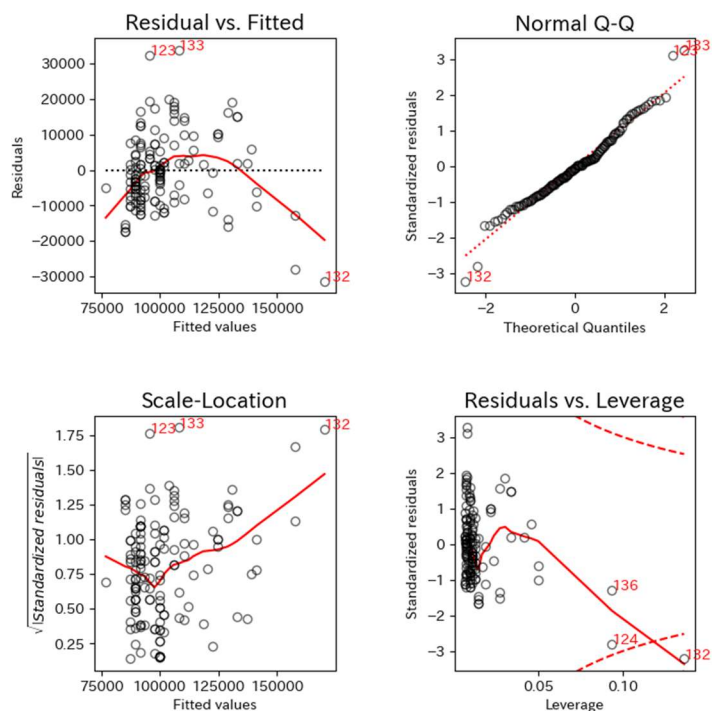 Residual vs. Fitted
Residuals
30000
20000
10000
0
−10000
−20000
−30000
123
133
132
75000 100000 125000 150000
Fitted values
Normal Q-Q
Standardized residuals
3
2
1
0
−1
−2
−3
123
133
132
−2 0 2
Theoretical Quantiles
Scale-Location
√|Standardized residuals|
1.75
1.50
1.25
1.00
0.75
0.50
0.25
123
133
132
75000 100000 125000 150000
Fitted values
Residuals vs. Leverage
Standardized residuals
3
2
1
0
−1
−2
−3
136
124
132
0.05 0.10
Leverage